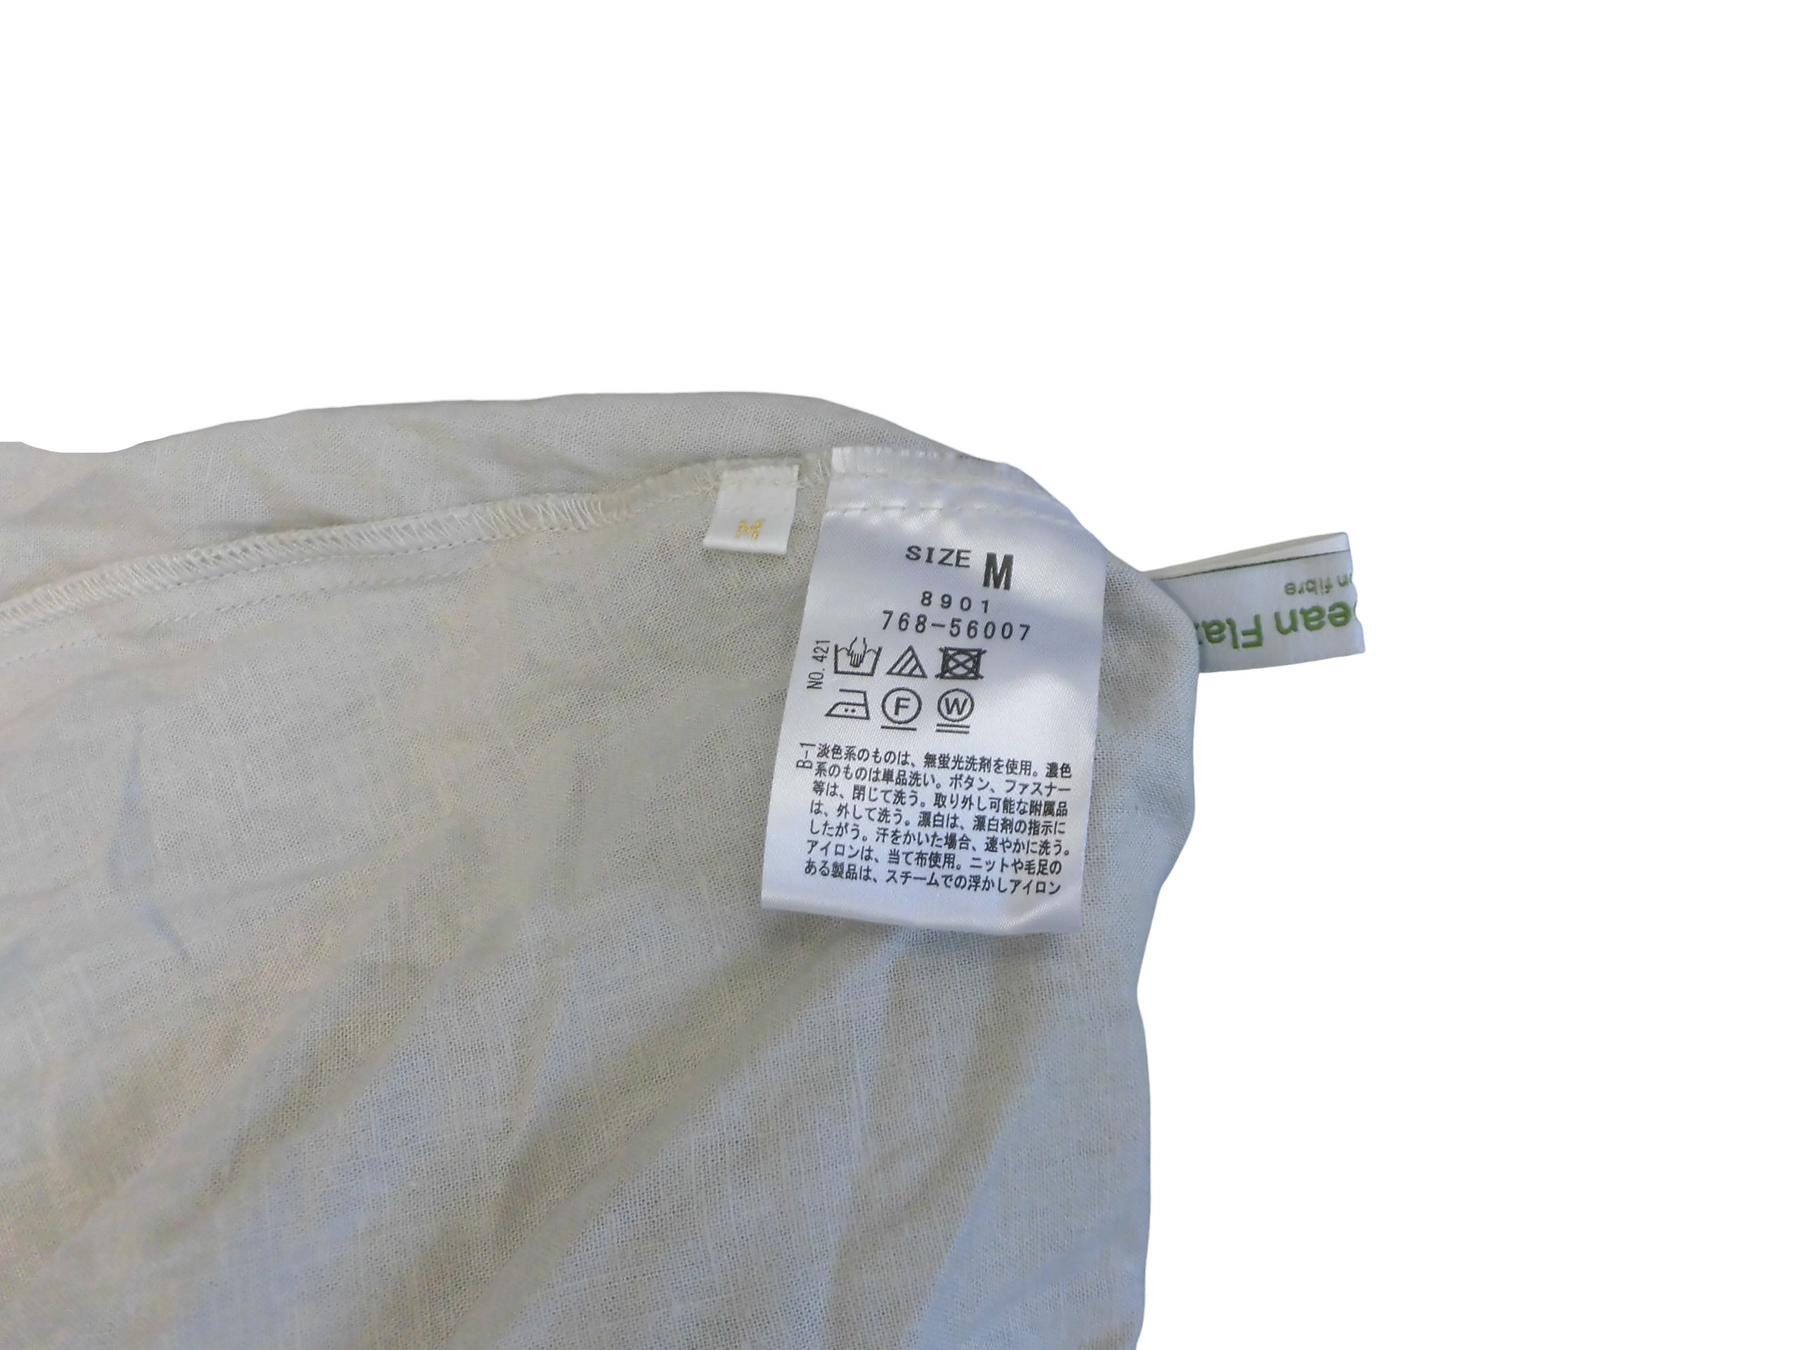 M
SIZE M
8901
768-56007
NO. 421
F W
B-1
淡色系のものは、無蛍光洗剤を使用。濃色
系のものは単品洗い。ボタン、ファスナー
等は、閉じて洗う。取り外し可能な附属品
は、外して洗う。漂白は、漂白剤の指示に
したがう。汗をかいた場合、速やかに洗う。
アイロンは、当て布使用。ニットや毛足の
ある製品は、スチームでの浮かしアイロン
ean Fla
n fibre